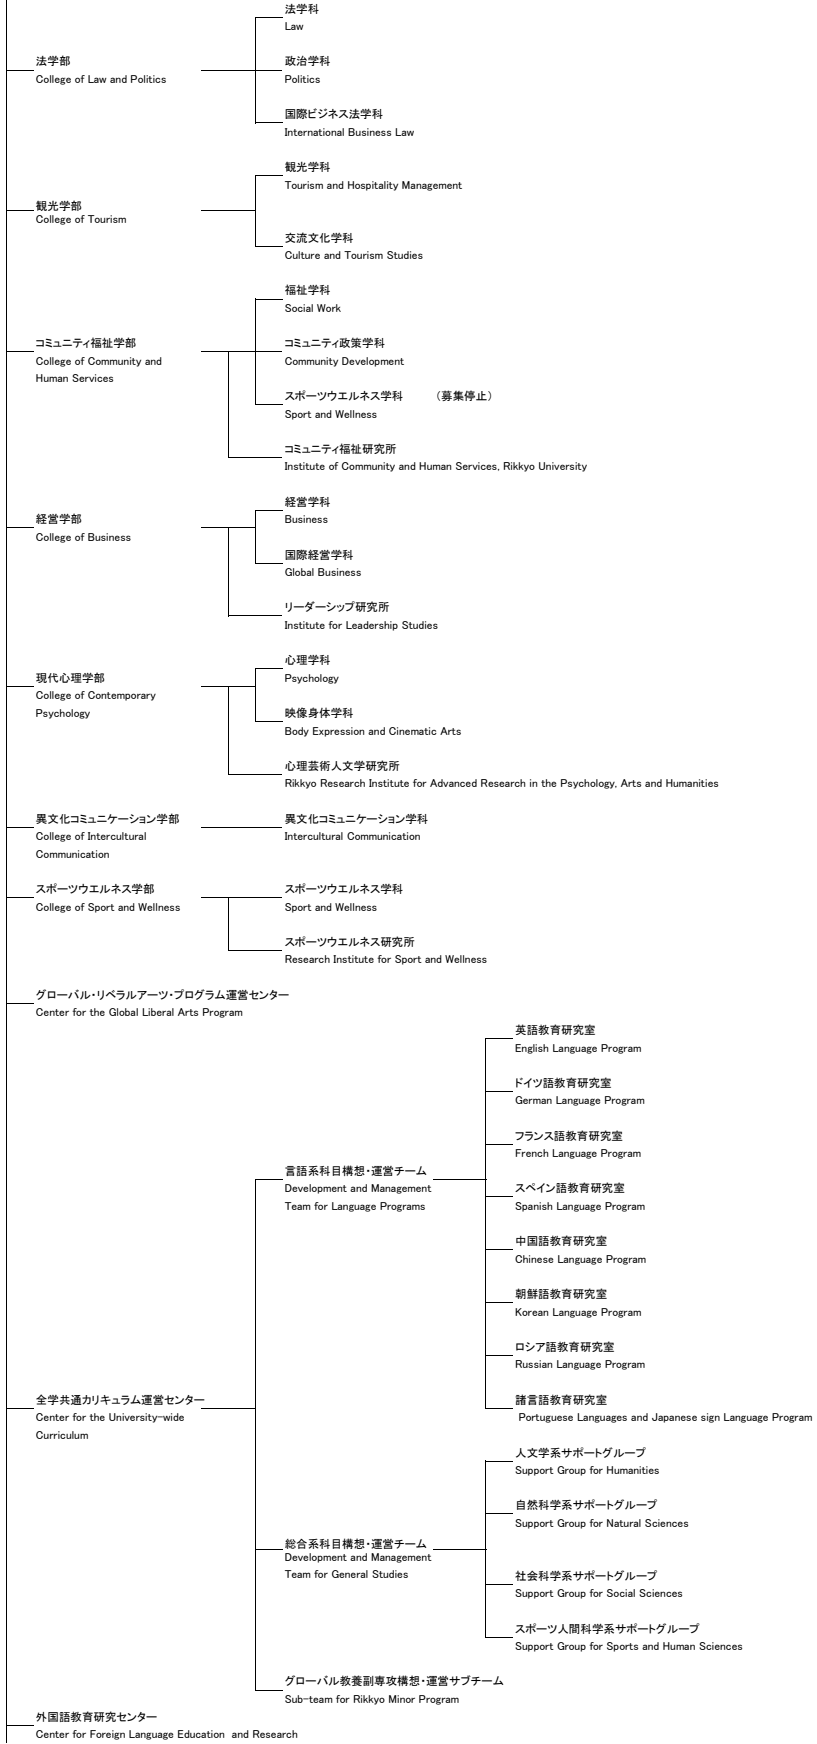 法学科
Law
法学部
College of Law and Politics
政治学科
Politics
国際ビジネス法学科
International Business Law
観光学科
Tourism and Hospitality Management
観光学部
College of Tourism
交流文化学科
Culture and Tourism Studies
福祉学科
Social Work
コミュニティ福祉学部
College of Community and
Human Services
コミュニティ政策学科
Community Development
スポーツウエルネス学科 （募集停止）
Sport and Wellness
コミュニティ福祉研究所
Institute of Community and Human Services, Rikkyo University
経営学科
Business
経営学部
College of Business
国際経営学科
Global Business
リーダーシップ研究所
Institute for Leadership Studies
心理学科
Psychology
現代心理学部
College of Contemporary
Psychology
映像身体学科
Body Expression and Cinematic Arts
心理芸術人文学研究所
Rikkyo Research Institute for Advanced Research in the Psychology, Arts and Humanities
異文化コミュニケーション学部
College of Intercultural
Communication
異文化コミュニケーション学科
Intercultural Communication
スポーツウエルネス学部
College of Sport and Wellness
スポーツウエルネス学科
Sport and Wellness
スポーツウエルネス研究所
Research Institute for Sport and Wellness
グローバル・リベラルアーツ・プログラム運営センター
Center for the Global Liberal Arts Program
英語教育研究室
English Language Program
ドイツ語教育研究室
German Language Program
フランス語教育研究室
French Language Program
言語系科目構想・運営チーム
Development and Management
Team for Language Programs
スペイン語教育研究室
Spanish Language Program
中国語教育研究室
Chinese Language Program
朝鮮語教育研究室
Korean Language Program
ロシア語教育研究室
Russian Language Program
全学共通カリキュラム運営センター
Center for the University-wide
Curriculum
諸言語教育研究室
Portuguese Languages and Japanese sign Language Program
人文学系サポートグループ
Support Group for Humanities
自然科学系サポートグループ
Support Group for Natural Sciences
総合系科目構想・運営チーム
Development and Management
Team for General Studies
社会科学系サポートグループ
Support Group for Social Sciences
スポーツ人間科学系サポートグループ
Support Group for Sports and Human Sciences
グローバル教養副専攻構想・運営サブチーム
Sub-team for Rikkyo Minor Program
外国語教育研究センター
Center for Foreign Language Education and Research